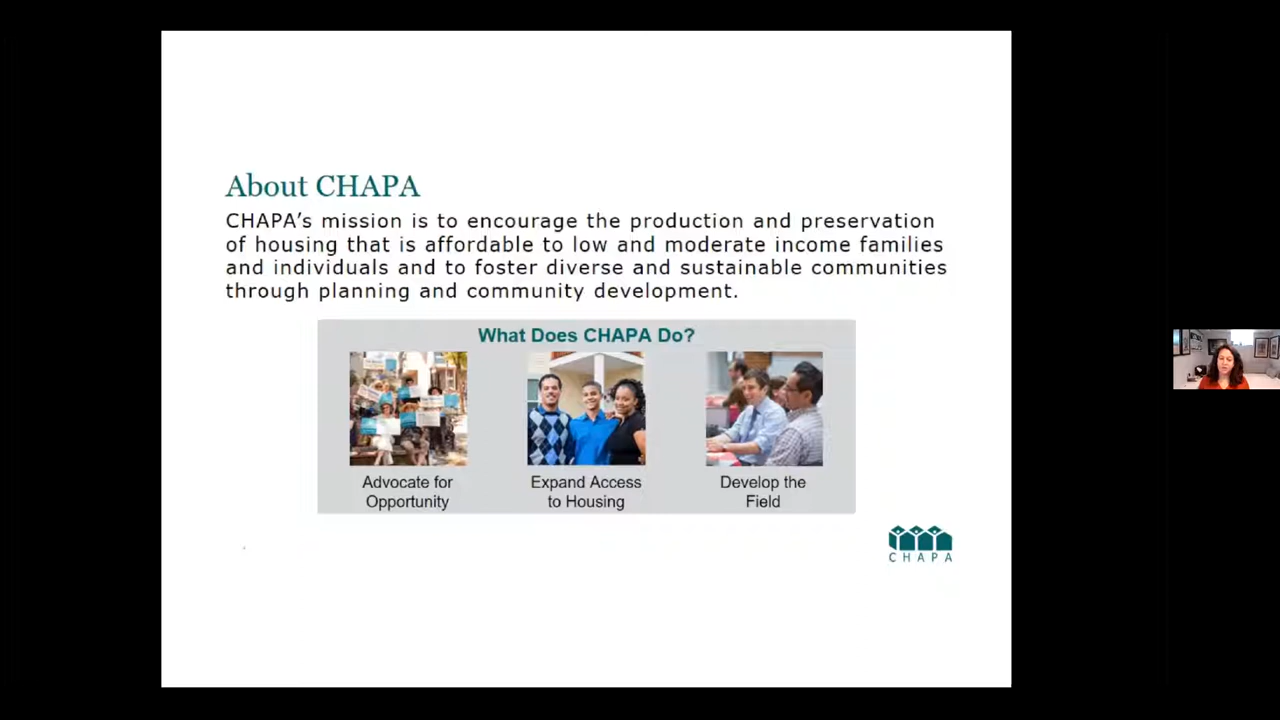 About CHAPA
CHAPA's mission is to encourage the production and preservation
of housing that is affordable to low and moderate income families
and individuals and to foster diverse and sustainable communities
through planning and community development.
What Does CHAPA Do?
Advocate for
Opportunity
Expand Access
to Housing
Develop the
Field
CHAPA